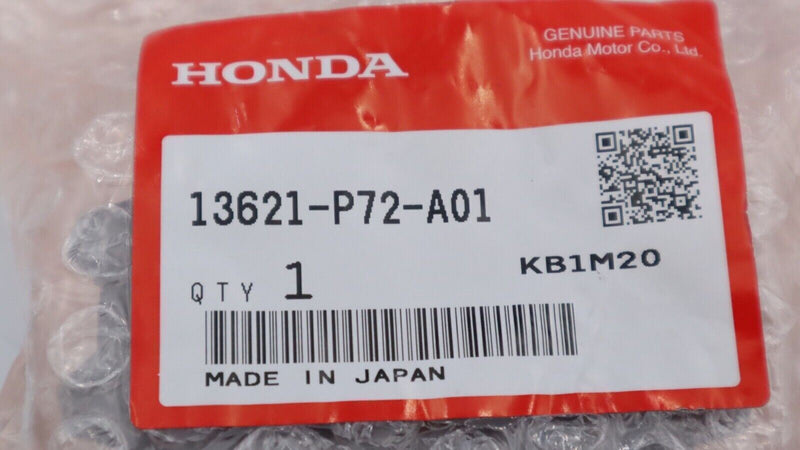 HONDA
GENUINE PARTS
Honda Motor Co., Ltd.
13621-P72-A01
KB1M20
QTY 1
MADE IN JAPAN